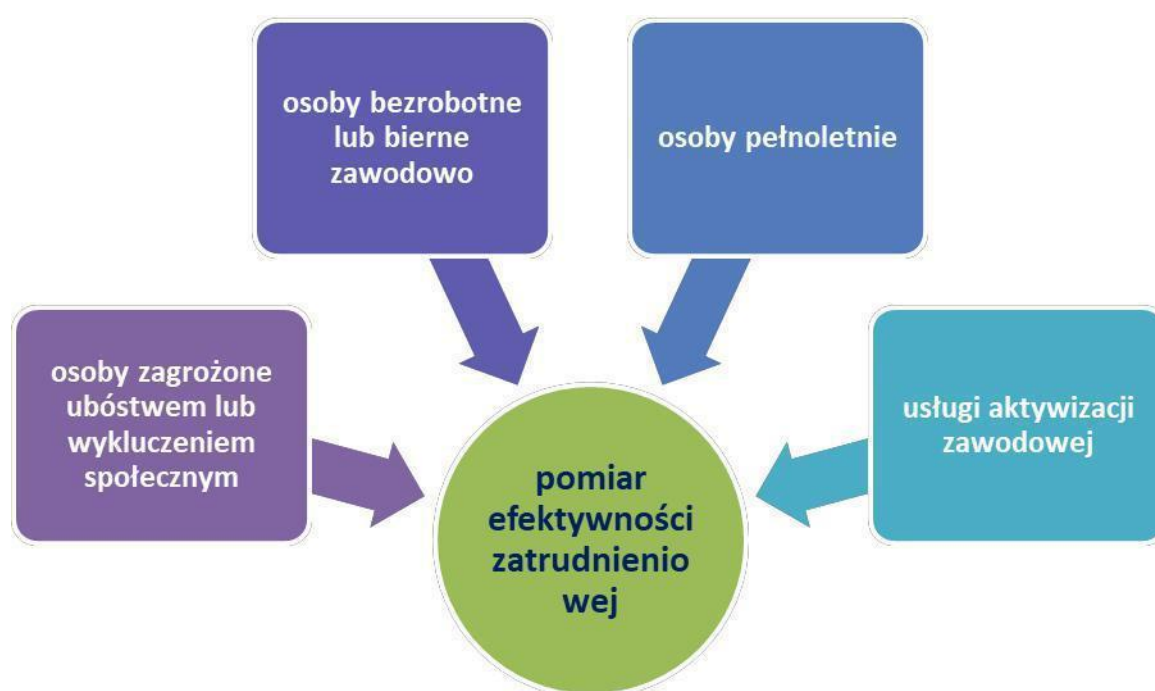 osoby bezrobotne
lub bierne
zawodowo
osoby pełnoletnie
osoby zagrożone
ubóstwem lub
wykluczeniem
społecznym
usługi aktywizacji
zawodowej
pomiar
efektywności
zatrudnienio
wej